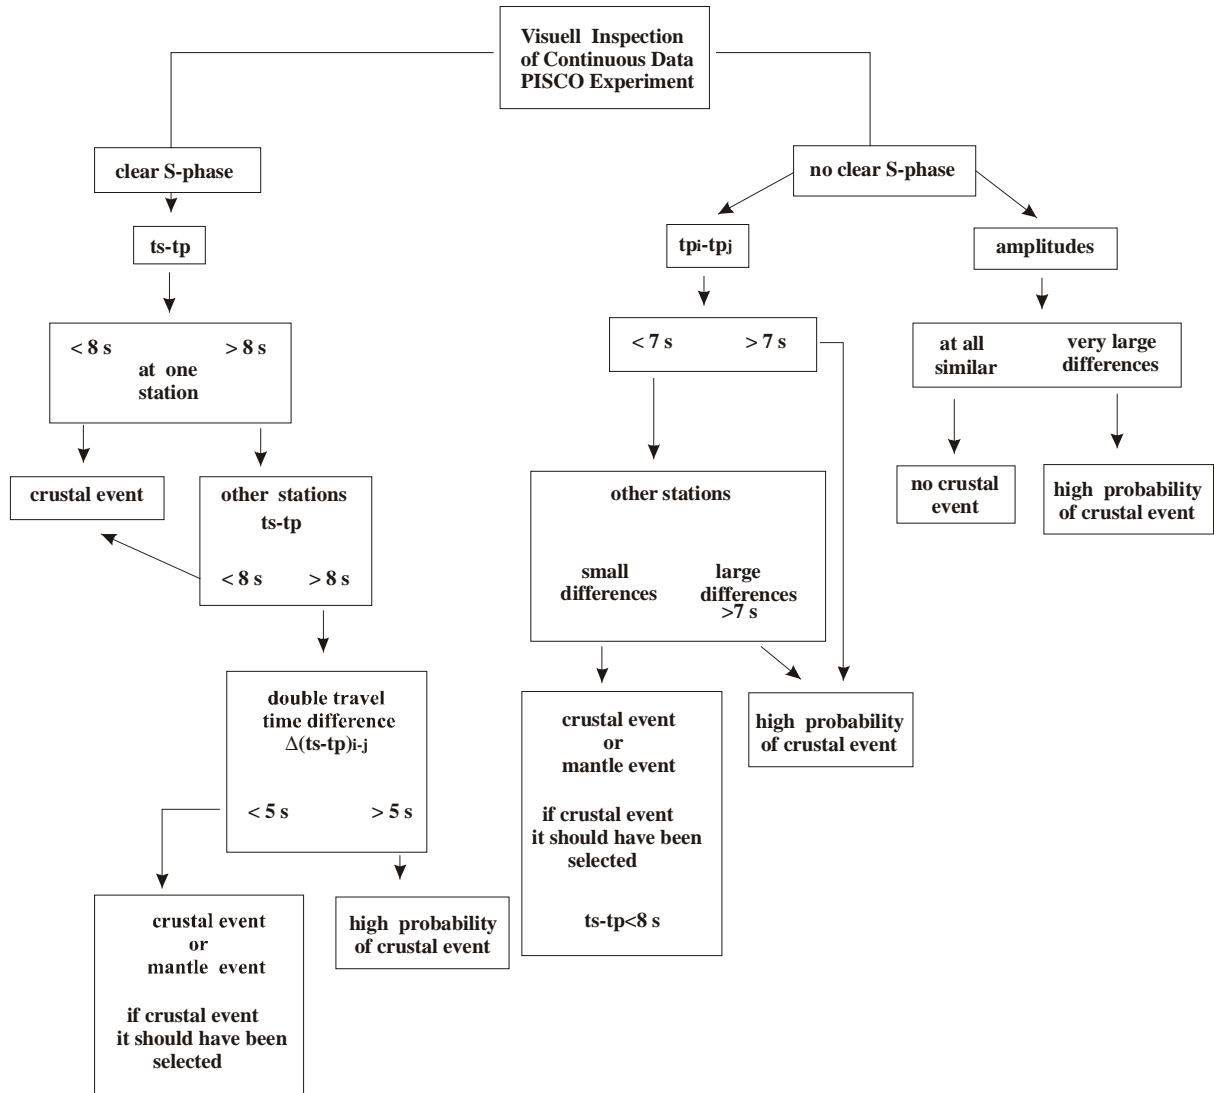 Visuell Inspection
of Continuous Data
PISCO Experiment
clear S-phase
ts-tp
< 8 s > 8 s
at one
station
crustal event
other stations
ts-tp
< 8 s > 8 s
double travel
time difference
Δ(ts-tp)i-j
< 5 s > 5 s
crustal event
or
mantle event
if crustal event
it should have been
selected
high probability
of crustal event
no clear S-phase
tpi-tpj
< 7 s > 7 s
other stations
small
differences
large
differences
>7 s
crustal event
or
mantle event
if crustal event
it should have been
selected
ts-tp<8 s
high probability
of crustal event
amplitudes
at all
similar
very large
differences
no crustal
event
high probability
of crustal event